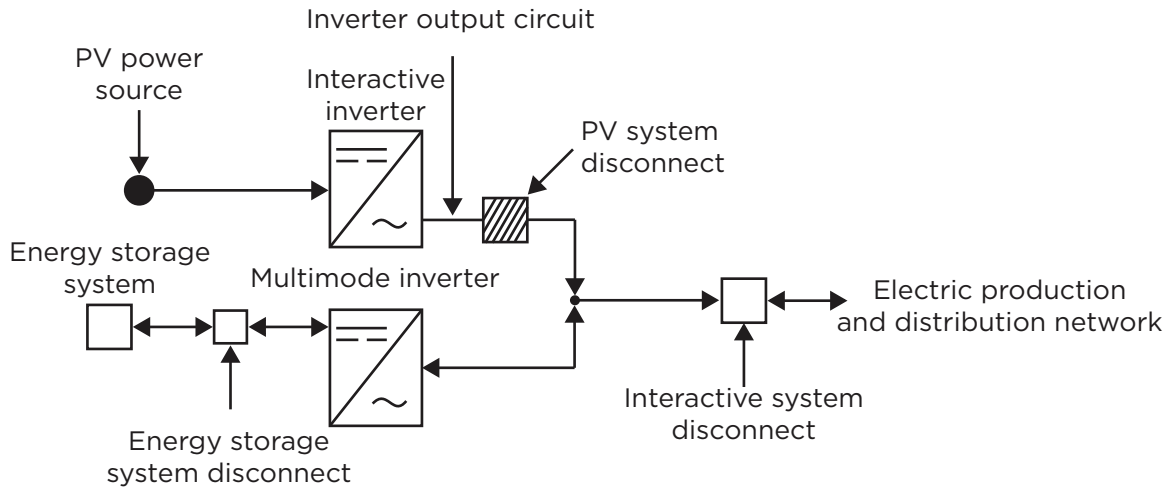 Inverter output circuit
PV power
source
Interactive
inverter
PV system
disconnect
Energy storage
system
Multimode inverter
Electric production
and distribution network
Interactive system
disconnect
Energy storage
system disconnect